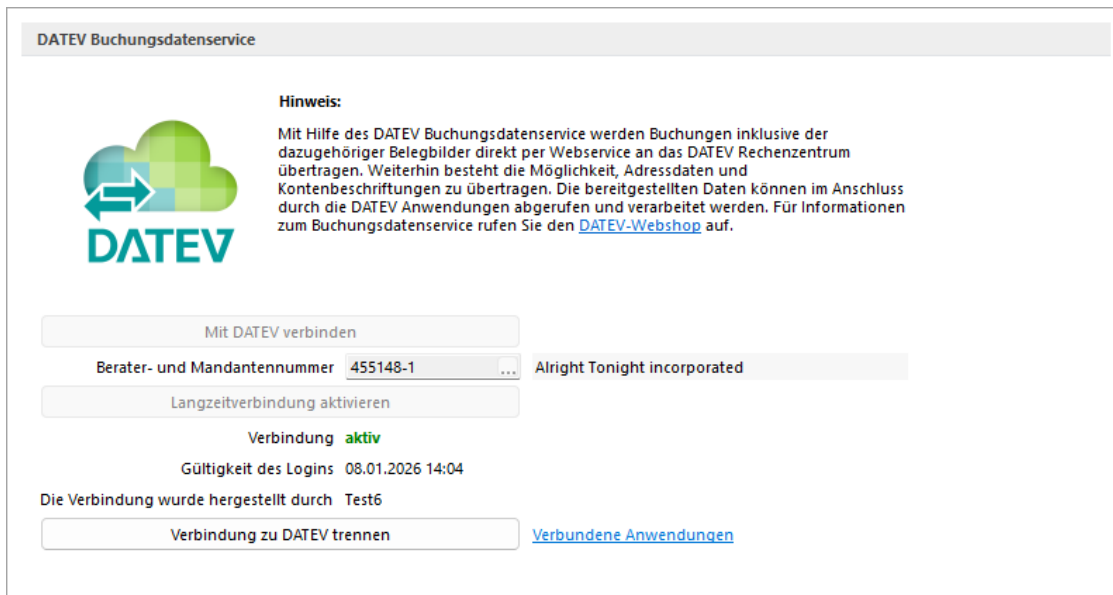 DATEV Buchungsdatenservice
Hinweis:
Mit Hilfe des DATEV Buchungsdatenservice werden Buchungen inklusive der
dazugehöriger Belegbilder direkt per Webservice an das DATEV Rechenzentrum
übertragen. Weiterhin besteht die Möglichkeit, Adressdaten und
Kontenbeschriftungen zu übertragen. Die bereitgestellten Daten können im Anschluss
durch die DATEV Anwendungen abgerufen und verarbeitet werden. Für Informationen
zum Buchungsdatenservice rufen Sie den DATEV-Webshop auf.
DATEV
Mit DATEV verbinden
Berater- und Mandantennummer 455148-1 ... Alright Tonight incorporated
Langzeitverbindung aktivieren
Verbindung aktiv
Gültigkeit des Logins 08.01.2026 14:04
Die Verbindung wurde hergestellt durch Test6
Verbindung zu DATEV trennen Verbundene Anwendungen